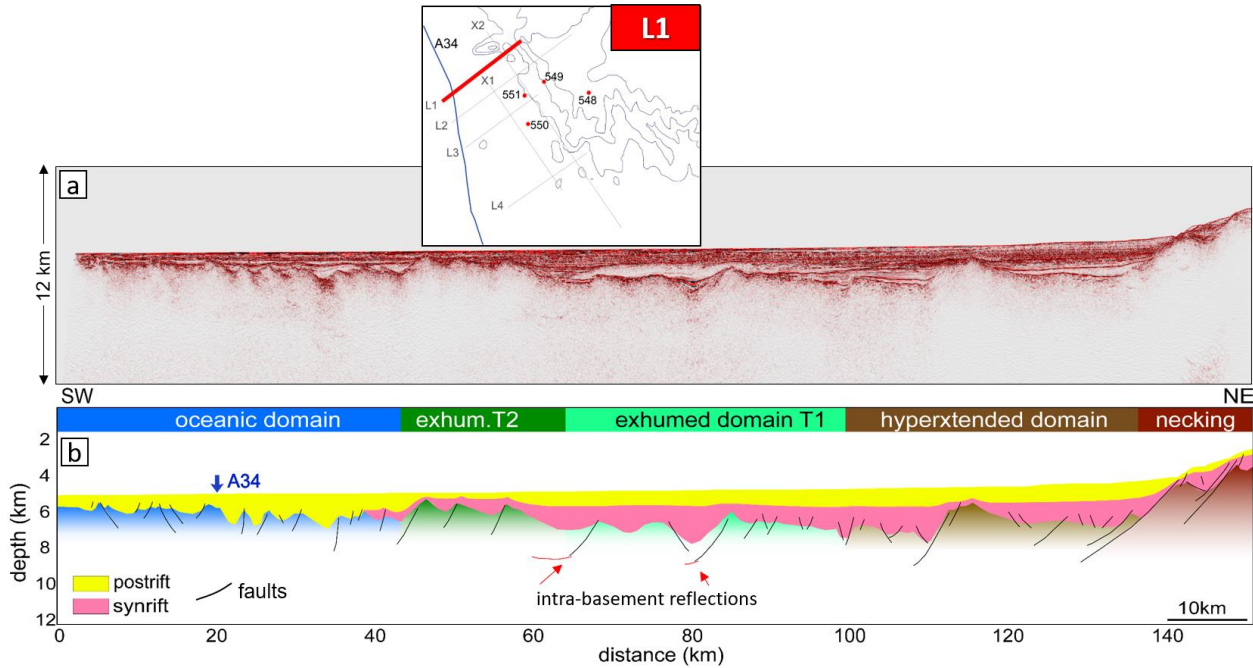 L1
X2
A34
X1
549
551
548
L1
L2
550
L3
L4
a
12 km
SW
NE
oceanic domain
exhum.T2
exhumed domain T1
hyperxtended domain
necking
b
A34
2
4
6
8
10
12
depth (km)
postrift
synrift
faults
intra-basement reflections
10km
0
20
40
60
80
100
120
140
distance (km)